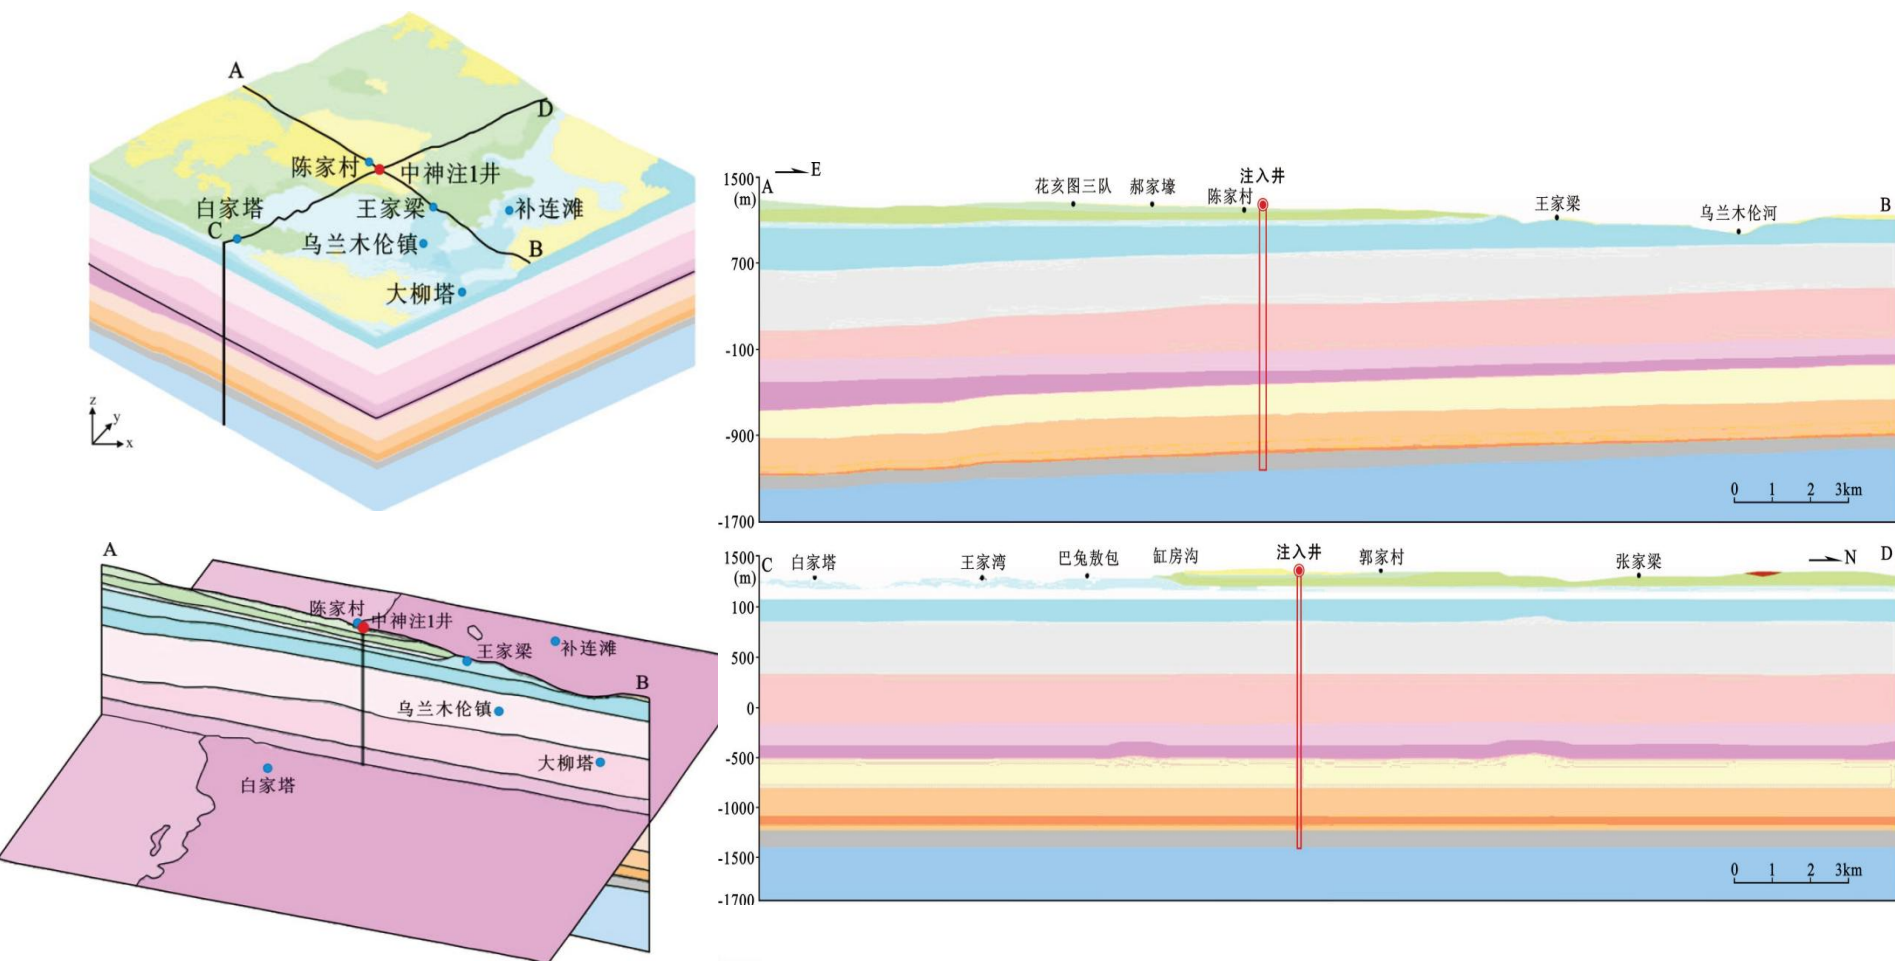 A
D
陈家村
中神注1井
白家塔
王家梁
补连滩
C
乌兰木伦镇
B
大柳塔
z
y
x
A
陈家村
中神注1井
王家梁
补连滩
B
乌兰木伦镇
大柳塔
白家塔
1500
(m)
A
E
花亥图三队
郝家壕
陈家村
注入井
王家梁
乌兰木伦河
B
700
-100
-900
-1700
0 1 2 3km
1500
(m)
C
白家塔
王家湾
巴兔敖包
缸房沟
注入井
郭家村
张家梁
N
D
100
500
0
-500
-1000
-1500
-1700
0 1 2 3km